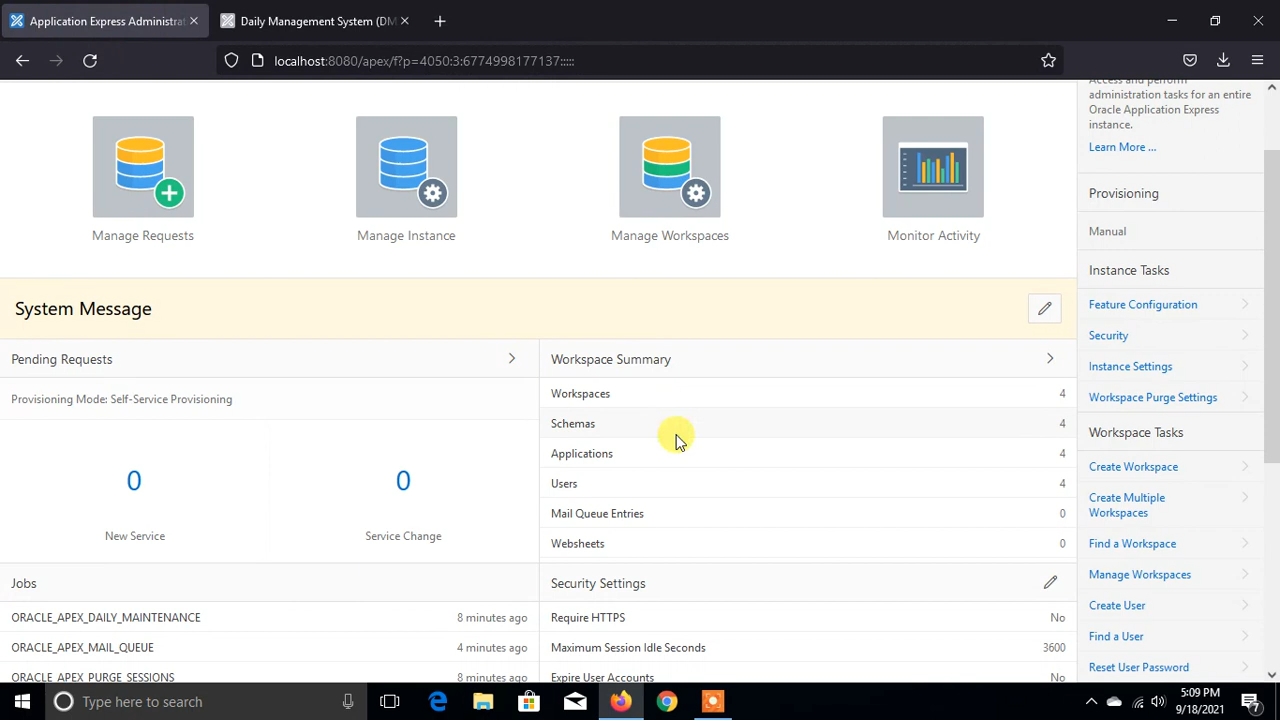 Application Express Administrat
Daily Management System (DM
localhost:8080/apex/f?p=4050:3:6774998177137:::::
Manage Requests
Manage Instance
Manage Workspaces
Monitor Activity
System Message
Pending Requests
Provisioning Mode: Self-Service Provisioning
0
New Service
0
Service Change
Workspace Summary
Workspaces 4
Schemas 4
Applications 4
Users 4
Mail Queue Entries 0
Websheets 0
Jobs
ORACLE_APEX_DAILY_MAINTENANCE 8 minutes ago
ORACLE_APEX_MAIL_QUEUE 4 minutes ago
ORACLE_APEX_PURGE_SESSIONS 8 minutes ago
Security Settings
Require HTTPS No
Maximum Session Idle Seconds 3600
Expire User Accounts No
Access and perform
administration tasks for an entire
Oracle Application Express
instance.
Learn More ...
Provisioning
Manual
Instance Tasks
Feature Configuration
Security
Instance Settings
Workspace Purge Settings
Workspace Tasks
Create Workspace
Create Multiple
Workspaces
Find a Workspace
Manage Workspaces
Create User
Find a User
Reset User Password
Type here to search
5:09 PM
9/18/2021
7